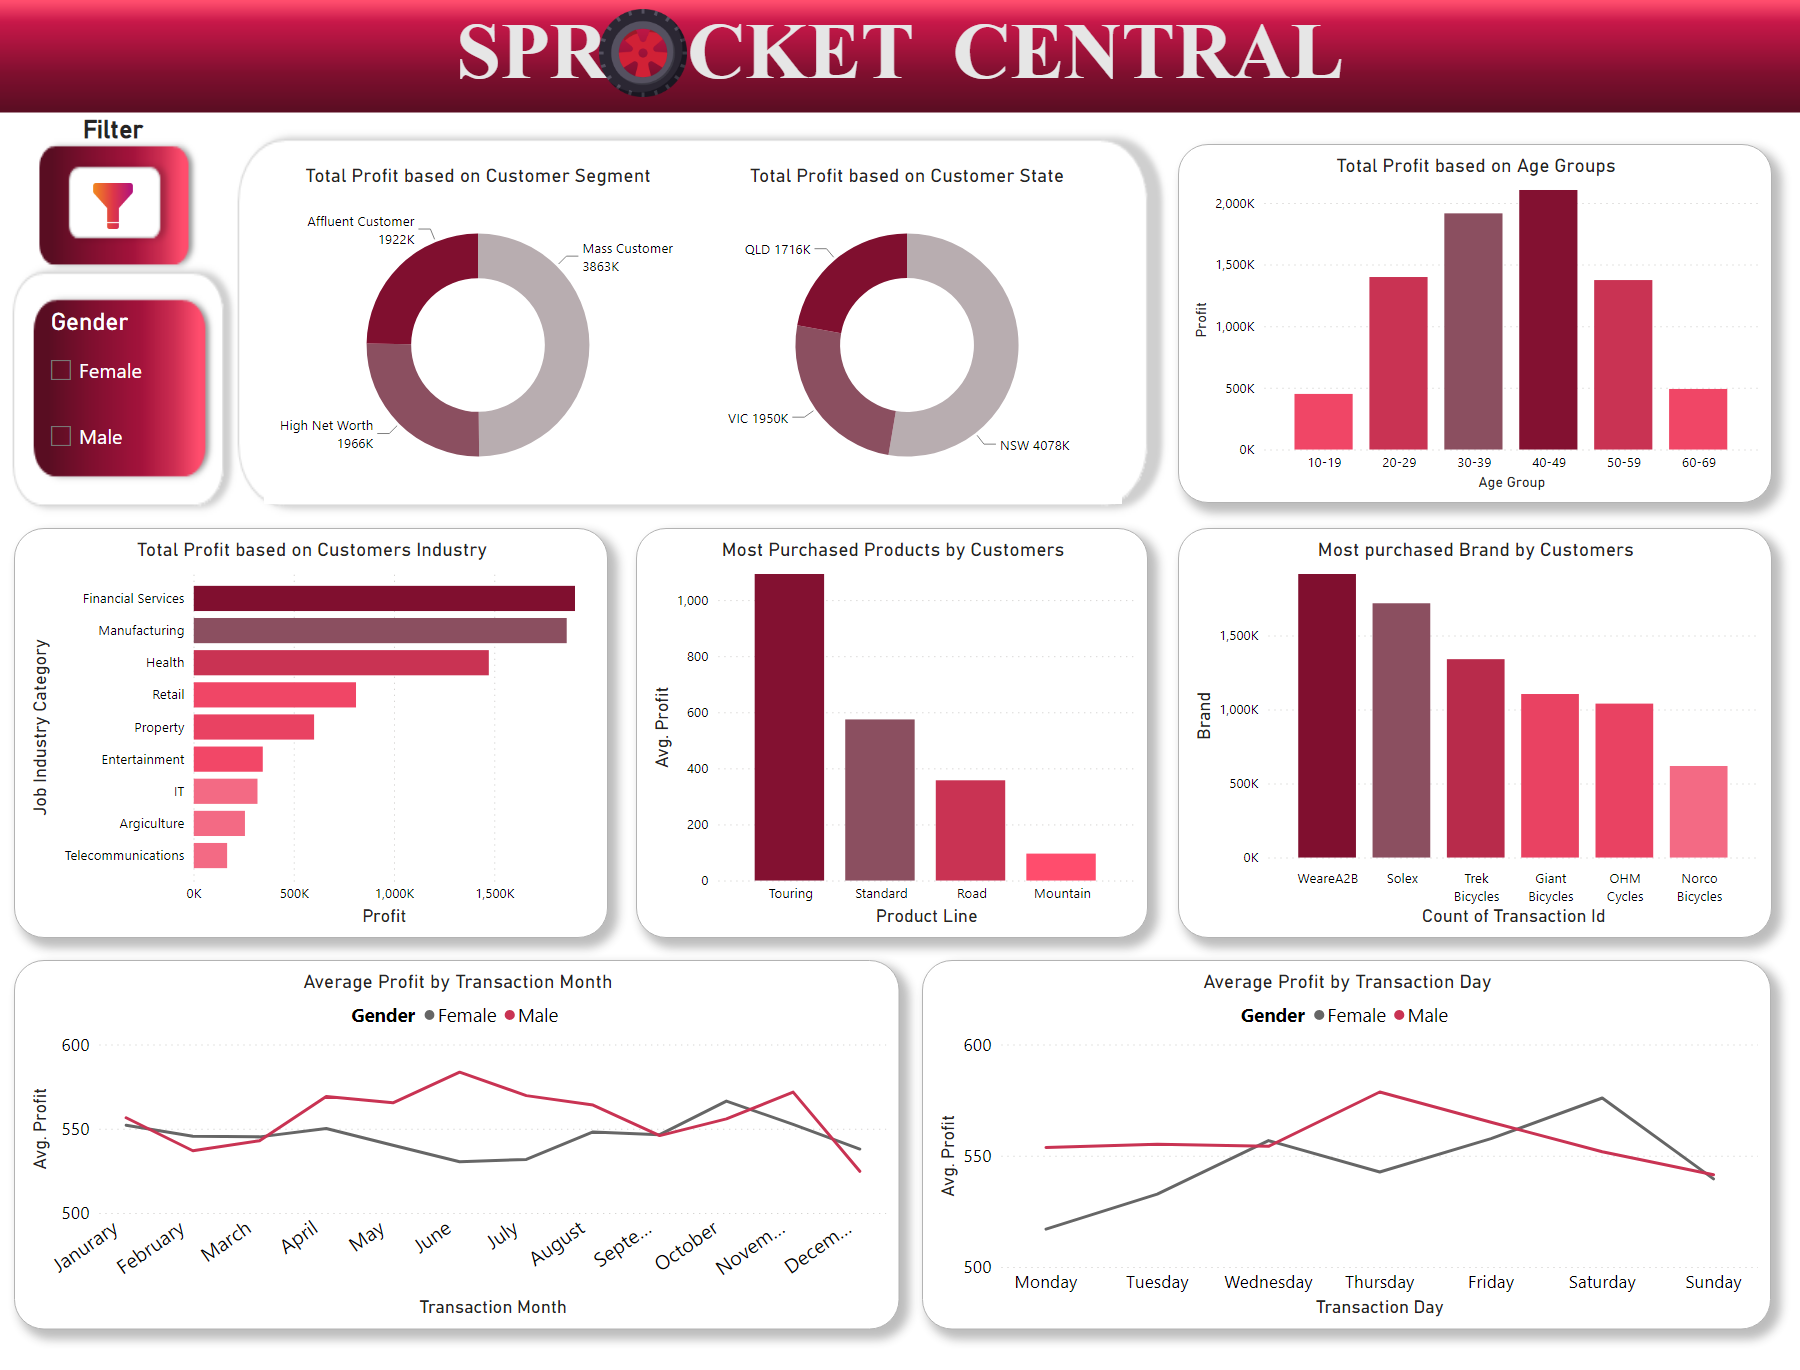 SPROCKET CENTRAL
Filter
Gender
Female
Male
Total Profit based on Customer Segment
Affluent Customer
1922K
Mass Customer
3863K
High Net Worth
1966K
Total Profit based on Customer State
QLD 1716K
VIC 1950K
NSW 4078K
Total Profit based on Age Groups
Profit
2,000K
1,500K
1,000K
500K
0K
10-19 20-29 30-39 40-49 50-59 60-69
Age Group
Total Profit based on Customers Industry
Job Industry Category
Financial Services
Manufacturing
Health
Retail
Property
Entertainment
IT
Argiculture
Telecommunications
0K 500K 1,000K 1,500K
Profit
Most Purchased Products by Customers
Avg. Profit
1,000
800
600
400
200
0
Touring Standard Road Mountain
Product Line
Most purchased Brand by Customers
Brand
1,500K
1,000K
500K
0K
WeareA2B Solex Trek Bicycles Giant Bicycles OHM Cycles Norco Bicycles
Count of Transaction Id
Average Profit by Transaction Month
Gender Female Male
Avg. Profit
600
550
500
Janurary February March April May June July August Septe... October Novem... Decem...
Transaction Month
Average Profit by Transaction Day
Gender Female Male
Avg. Profit
600
550
500
Monday Tuesday Wednesday Thursday Friday Saturday Sunday
Transaction Day